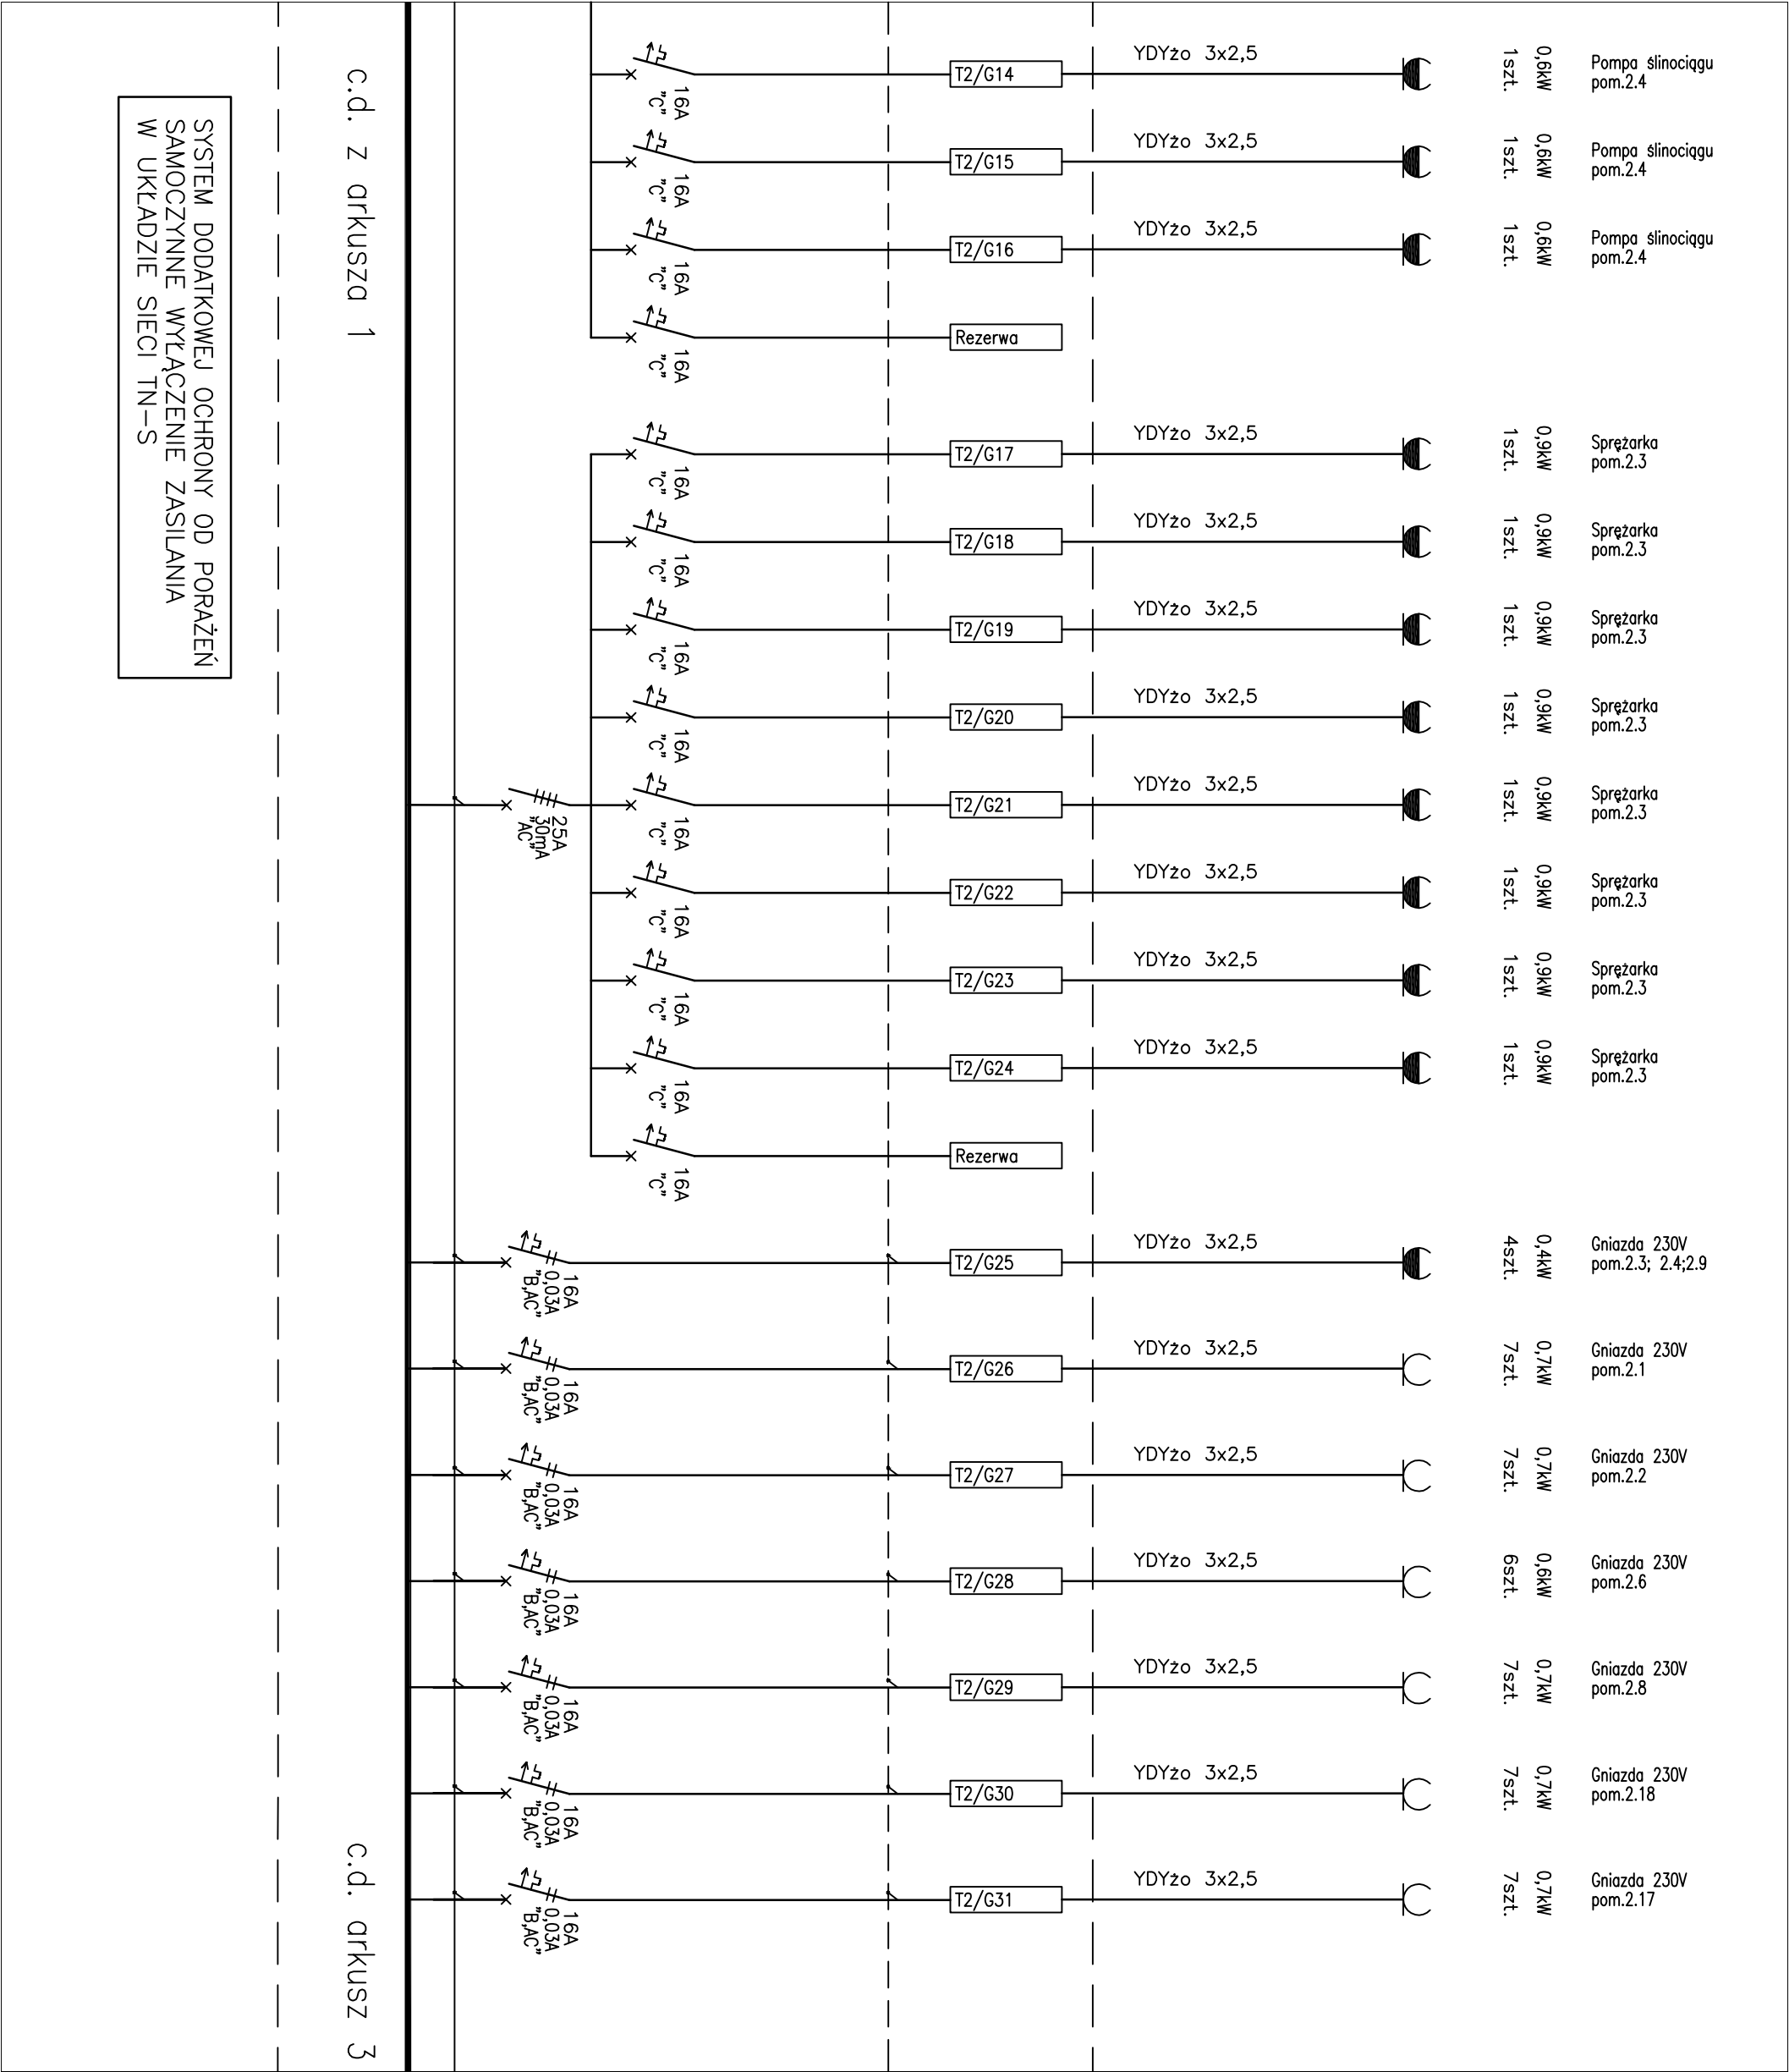 YDYżo 3x2,5
T2/G14
16A
"C"
0,6kW
1szt.
Pompa ślinociągu
pom.2.4
YDYżo 3x2,5
T2/G15
16A
"C"
0,6kW
1szt.
Pompa ślinociągu
pom.2.4
YDYżo 3x2,5
T2/G16
16A
"C"
0,6kW
1szt.
Pompa ślinociągu
pom.2.4
Rezerwa
16A
"C"
YDYżo 3x2,5
T2/G17
16A
"C"
0,9kW
1szt.
Sprężarka
pom.2.3
YDYżo 3x2,5
T2/G18
16A
"C"
0,9kW
1szt.
Sprężarka
pom.2.3
YDYżo 3x2,5
T2/G19
16A
"C"
0,9kW
1szt.
Sprężarka
pom.2.3
YDYżo 3x2,5
T2/G20
16A
"C"
0,9kW
1szt.
Sprężarka
pom.2.3
25A
30mA
"AC"
YDYżo 3x2,5
T2/G21
16A
"C"
0,9kW
1szt.
Sprężarka
pom.2.3
YDYżo 3x2,5
T2/G22
16A
"C"
0,9kW
1szt.
Sprężarka
pom.2.3
YDYżo 3x2,5
T2/G23
16A
"C"
0,9kW
1szt.
Sprężarka
pom.2.3
YDYżo 3x2,5
T2/G24
16A
"C"
0,9kW
1szt.
Sprężarka
pom.2.3
Rezerwa
16A
"C"
YDYżo 3x2,5
T2/G25
16A
0,03A
"B,AC"
0,4kW
4szt.
Gniazda 230V
pom.2.3; 2.4;2.9
YDYżo 3x2,5
T2/G26
16A
0,03A
"B,AC"
0,7kW
7szt.
Gniazda 230V
pom.2.1
YDYżo 3x2,5
T2/G27
16A
0,03A
"B,AC"
0,7kW
7szt.
Gniazda 230V
pom.2.2
YDYżo 3x2,5
T2/G28
16A
0,03A
"B,AC"
0,6kW
6szt.
Gniazda 230V
pom.2.6
YDYżo 3x2,5
T2/G29
16A
0,03A
"B,AC"
0,7kW
7szt.
Gniazda 230V
pom.2.8
YDYżo 3x2,5
T2/G30
16A
0,03A
"B,AC"
0,7kW
7szt.
Gniazda 230V
pom.2.18
YDYżo 3x2,5
T2/G31
16A
0,03A
"B,AC"
0,7kW
7szt.
Gniazda 230V
pom.2.17
c.d. z arkusza 1
c.d. arkusz 3
SYSTEM DODATKOWEJ OCHRONY OD PORAŻEŃ
SAMOCZYNNE WYŁĄCZENIE ZASILANIA
W UKŁADZIE SIECI TN-S